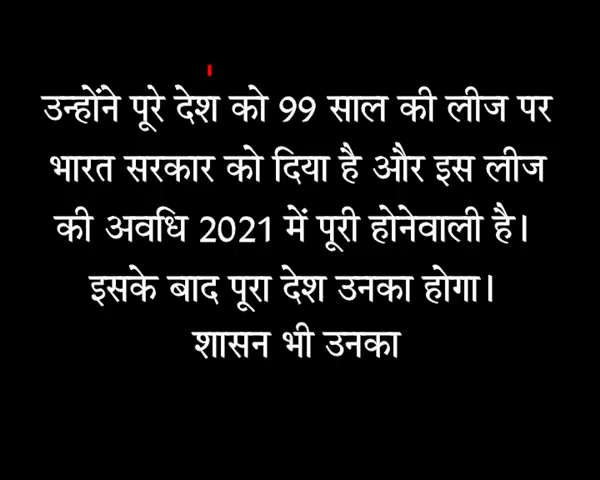 उन्होंने पूरे देश को 99 साल की लीज पर
भारत सरकार को दिया है और इस लीज
की अवधि 2021 में पूरी होनेवाली है।
इसके बाद पूरा देश उनका होगा।
शासन भी उनका